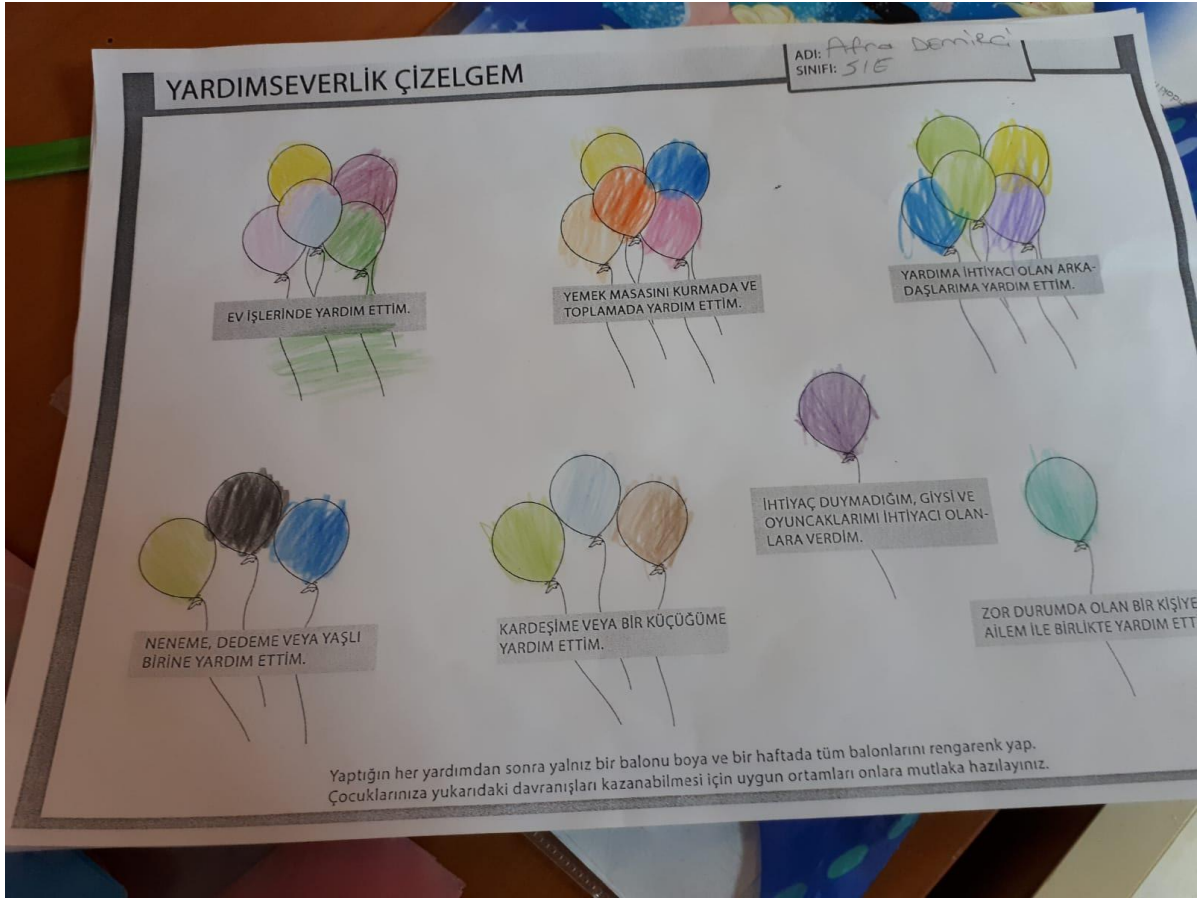 YARDIMSEVERLİK ÇİZELGEM
ADI: Afra Demirci
SINIFI: 5/E
EV İŞLERİNDE YARDIM ETTİM.
YEMEK MASASINI KURMADA VE
TOPLAMADA YARDIM ETTİM.
YARDIMA İHTİYACI OLAN ARKA-
DAŞLARIMA YARDIM ETTİM.
NENEME, DEDEME VEYA YAŞLI
BİRİNE YARDIM ETTİM.
KARDEŞİME VEYA BİR KÜÇÜĞÜME
YARDIM ETTİM.
İHTİYAÇ DUYMADIĞIM, GİYSİ VE
OYUNCAKLARIMI İHTİYACI OLAN-
LARA VERDİM.
ZOR DURUMDA OLAN BİR KİŞİYE
AİLEM İLE BİRLİKTE YARDIM ETT
Yaptığın her yardımdan sonra yalnız bir balonu boya ve bir haftada tüm balonlarını rengarenk yap.
Çocuklarınıza yukarıdaki davranışları kazanabilmesi için uygun ortamları onlara mutlaka hazılayınız.